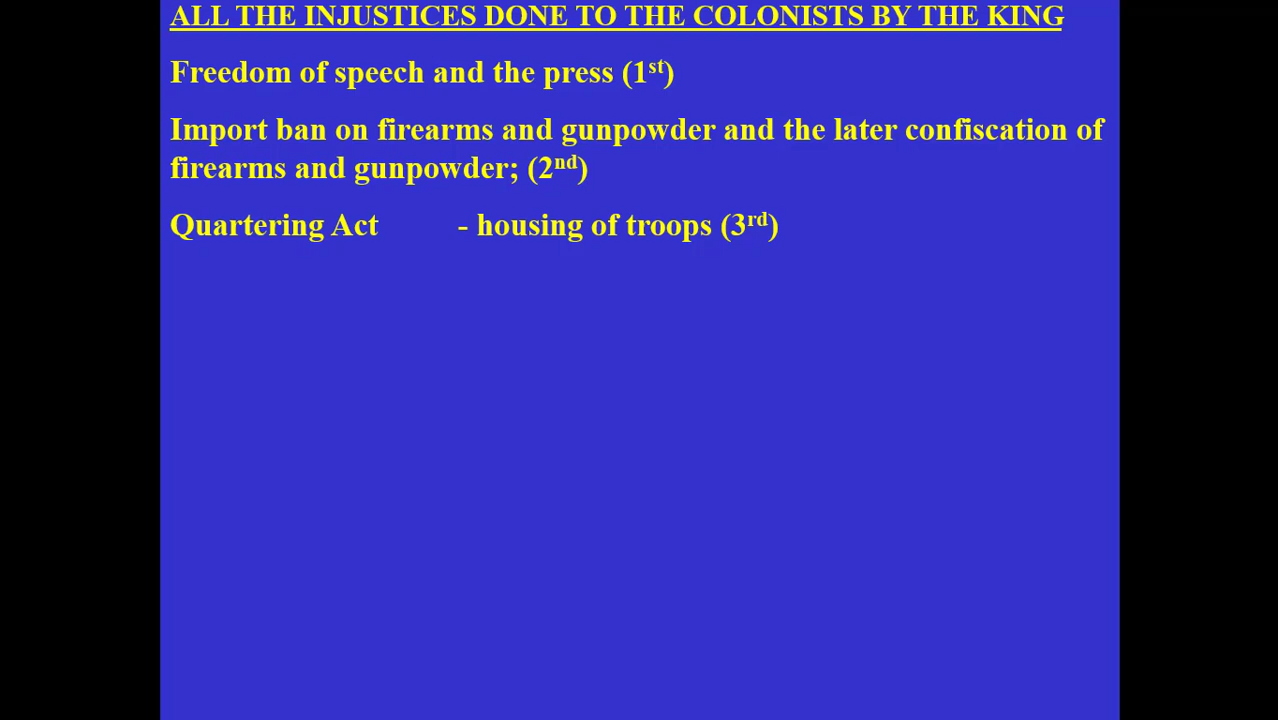 ALL THE INJUSTICES DONE TO THE COLONISTS BY THE KING
Freedom of speech and the press (1st)
Import ban on firearms and gunpowder and the later confiscation of
firearms and gunpowder; (2nd)
Quartering Act - housing of troops (3rd)